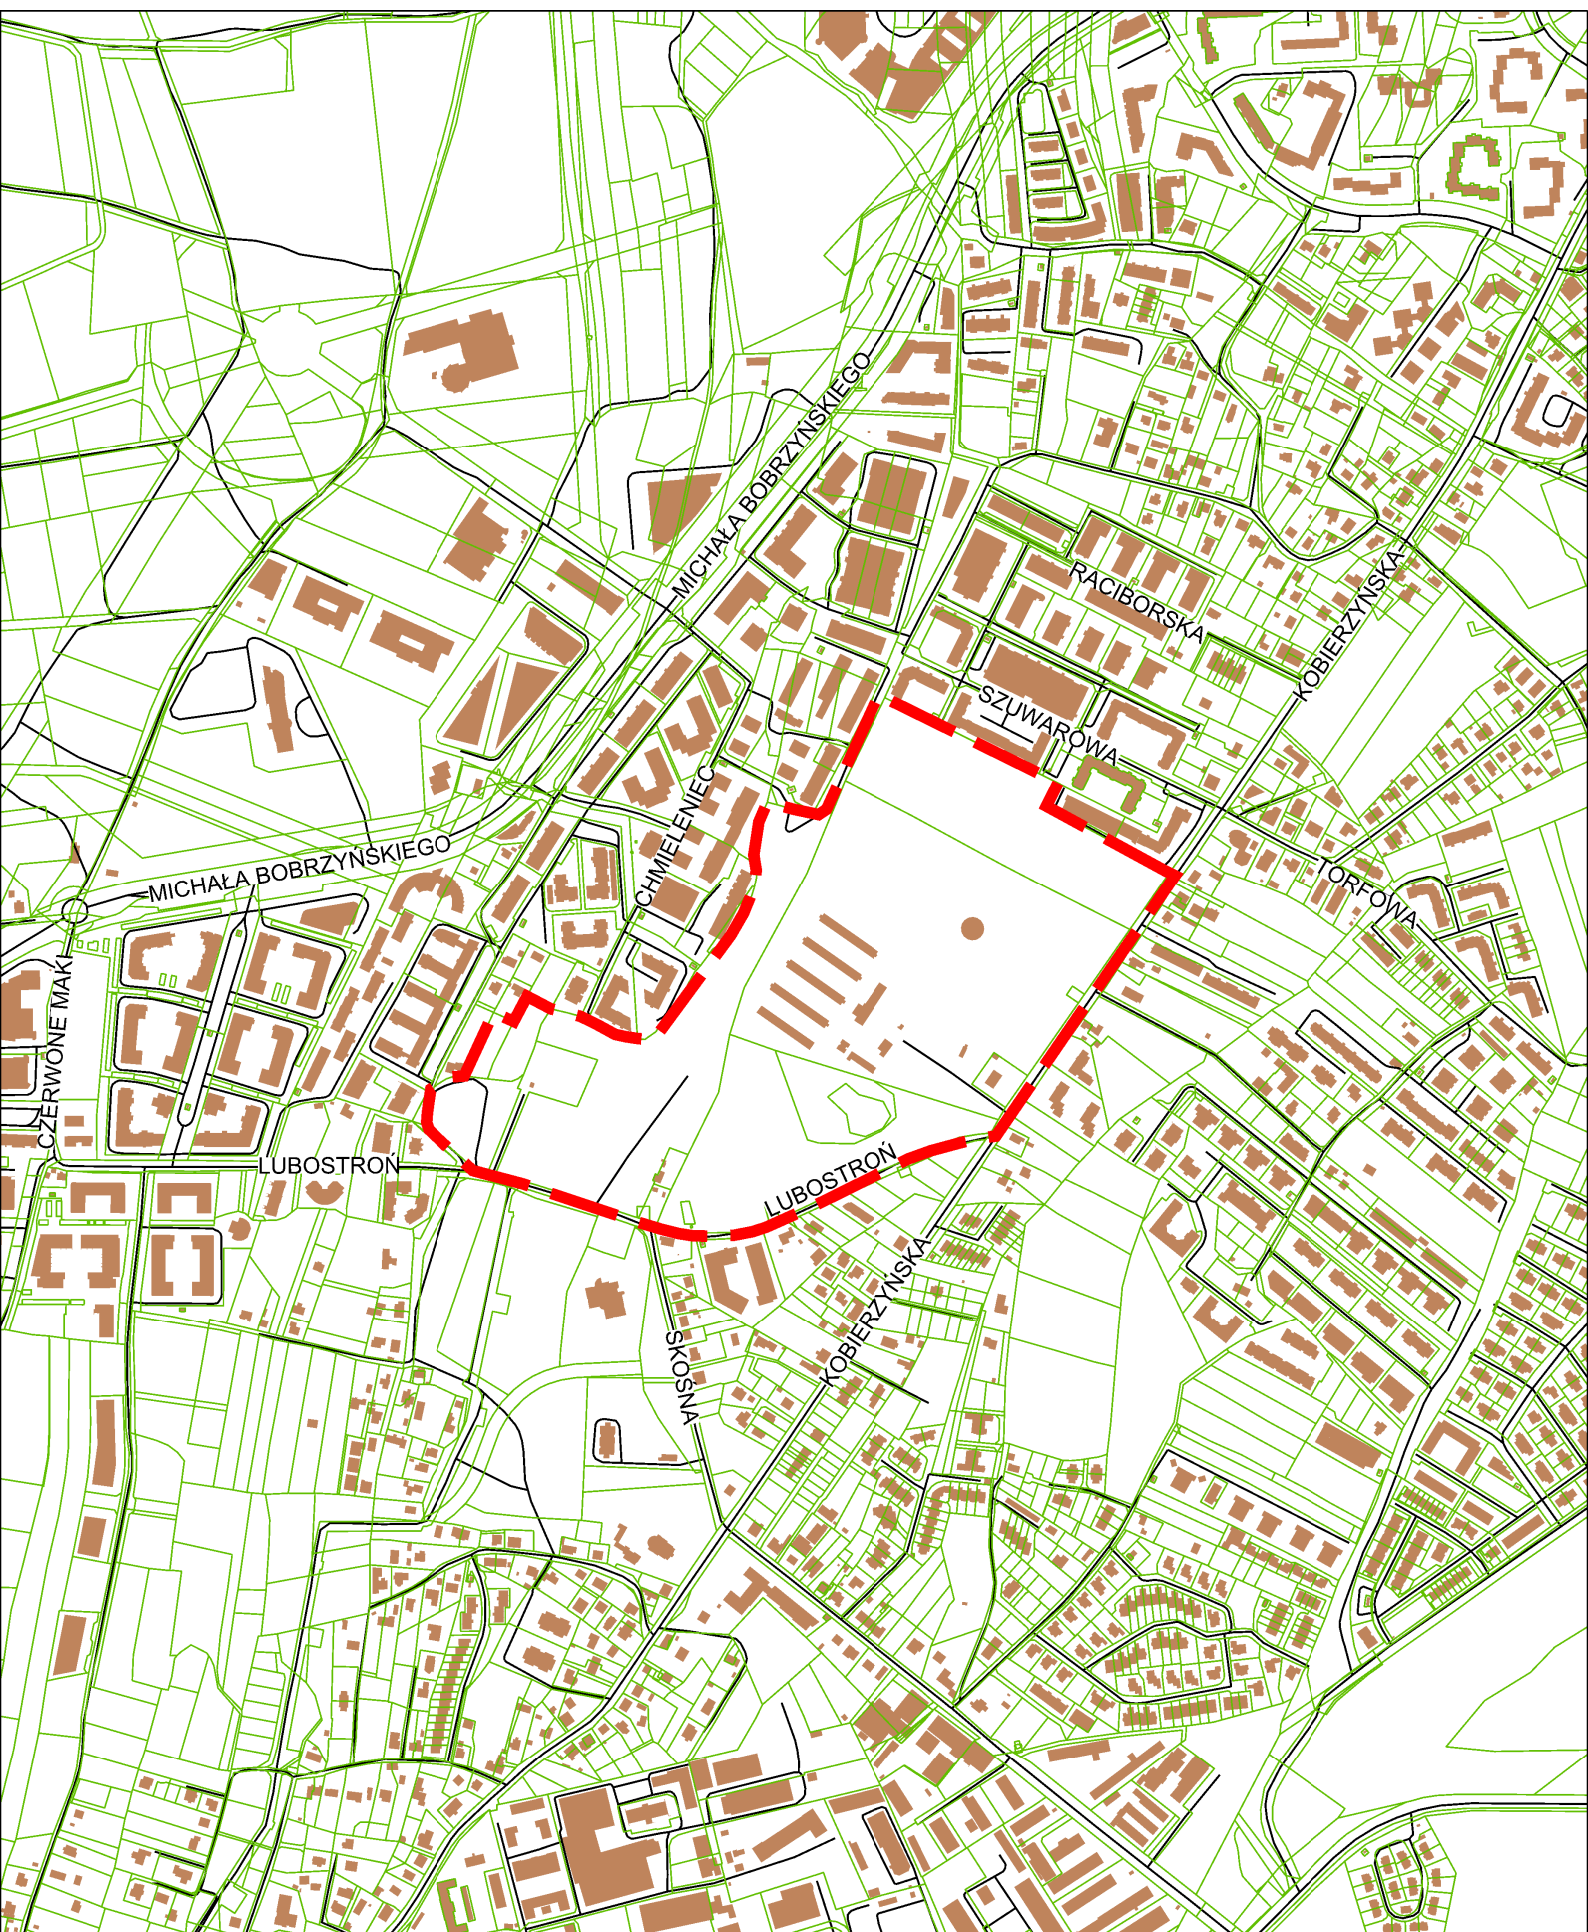 MICHAŁA BOBRZYŃSKIEGO
RACIBORSKA
KOBIERZYŃSKA
SZUWAROWA
CHMIELENIEC
MICHAŁA BOBRZYŃSKIEGO
TORFOWA
CZERWONE MAKI
LUBOSTROŃ
LUBOSTROŃ
KOBIERZYŃSKA
SKOŚNA